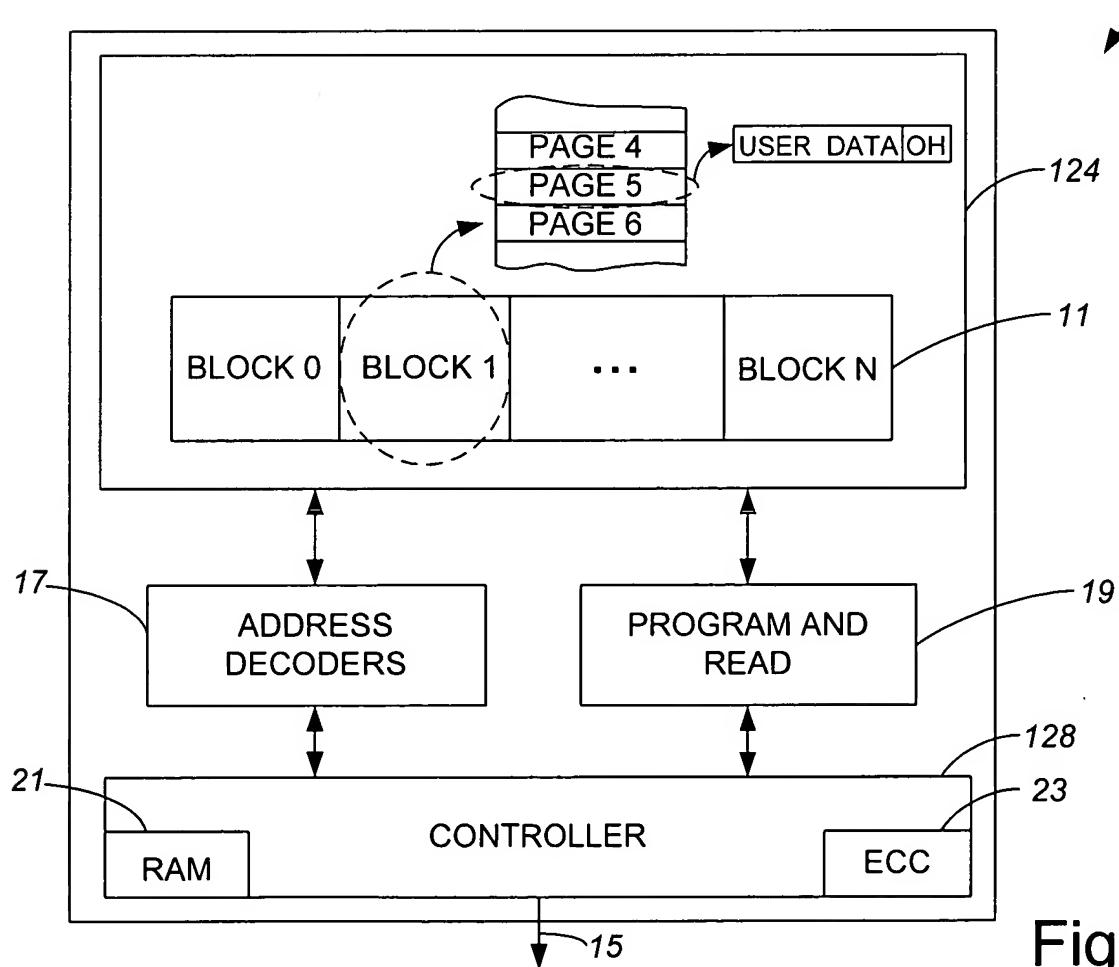 PAGE 4
USER DATA OH
PAGE 5
124
PAGE 6
11
BLOCK 0
BLOCK 1
...
BLOCK N
17
ADDRESS
DECODERS
PROGRAM AND
READ
19
128
21
23
CONTROLLER
RAM
ECC
15
Fig